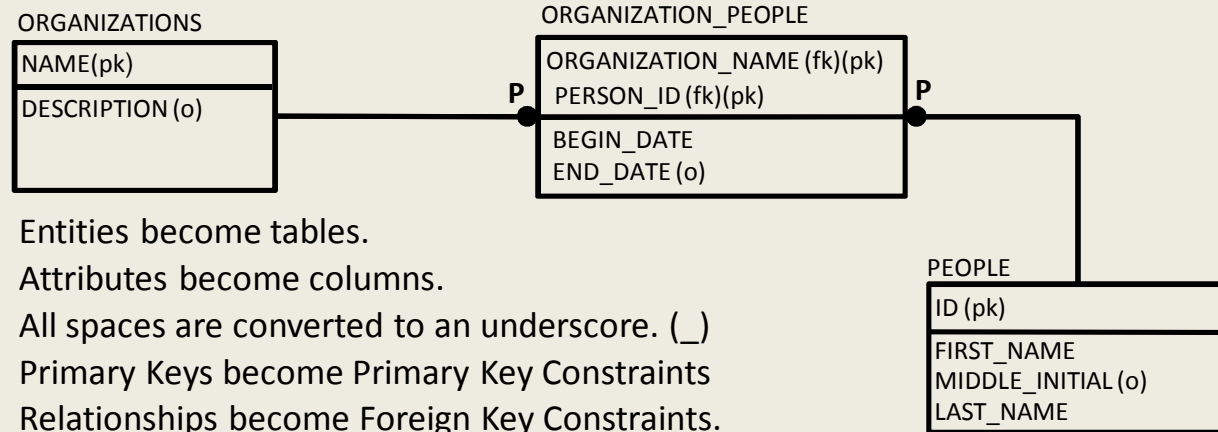 ORGANIZATIONS
NAME(pk)
DESCRIPTION (o)
ORGANIZATION_PEOPLE
ORGANIZATION_NAME (fk)(pk)
PERSON_ID (fk)(pk)
BEGIN_DATE
END_DATE (o)
P
P
Entities become tables.
Attributes become columns.
All spaces are converted to an underscore. (_)
Primary Keys become Primary Key Constraints
Relationships become Foreign Key Constraints.
PEOPLE
ID (pk)
FIRST_NAME
MIDDLE_INITIAL (o)
LAST_NAME